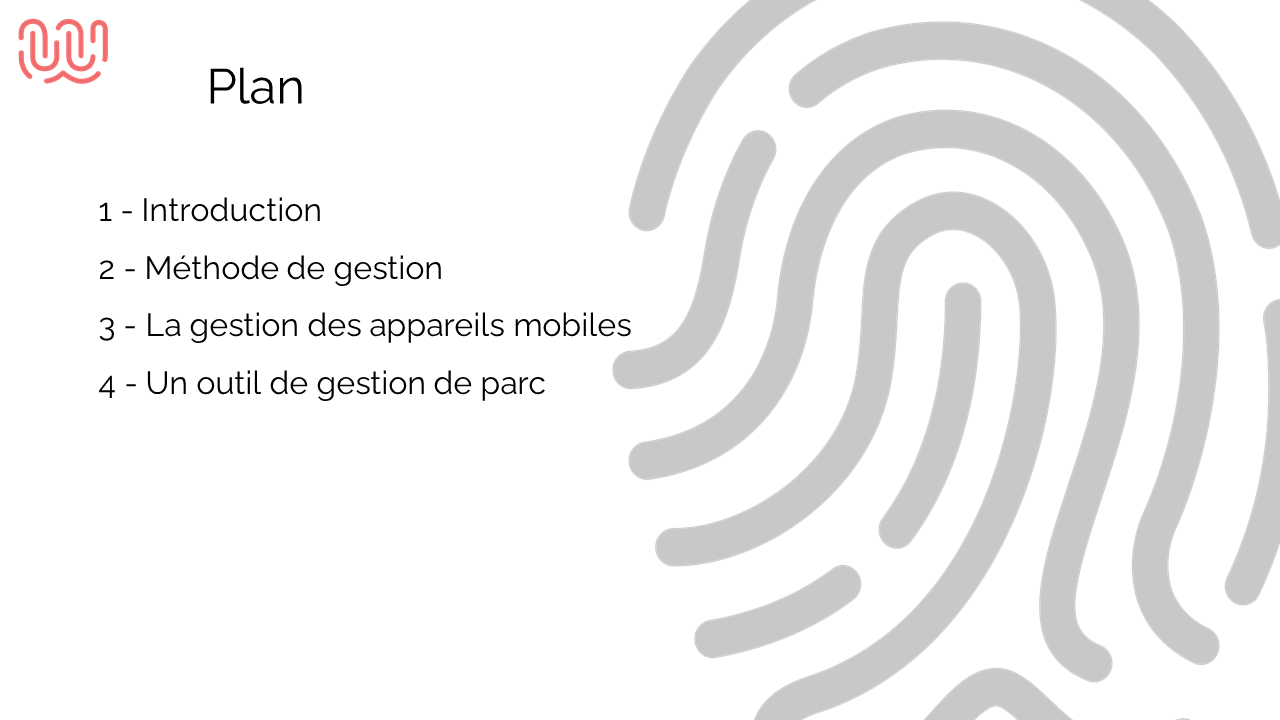 Plan
1 - Introduction
2 - Méthode de gestion
3 - La gestion des appareils mobiles
4 - Un outil de gestion de parc